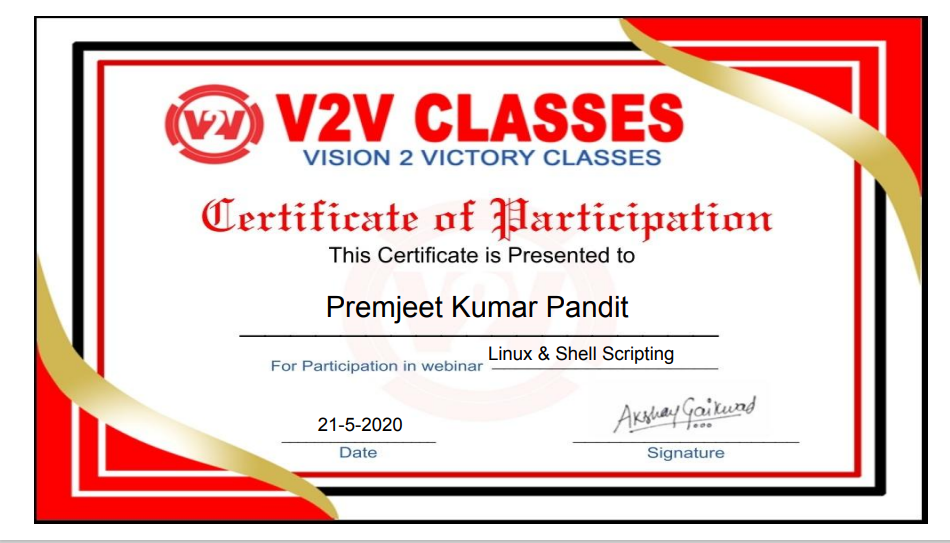 V2V
V2V CLASSES
VISION 2 VICTORY CLASSES
Certificate of Participation
This Certificate is Presented to
V2V
Premjeet Kumar Pandit
For Participation in webinar Linux & Shell Scripting
21-5-2020 Akshay Gaikwad
Date Signature